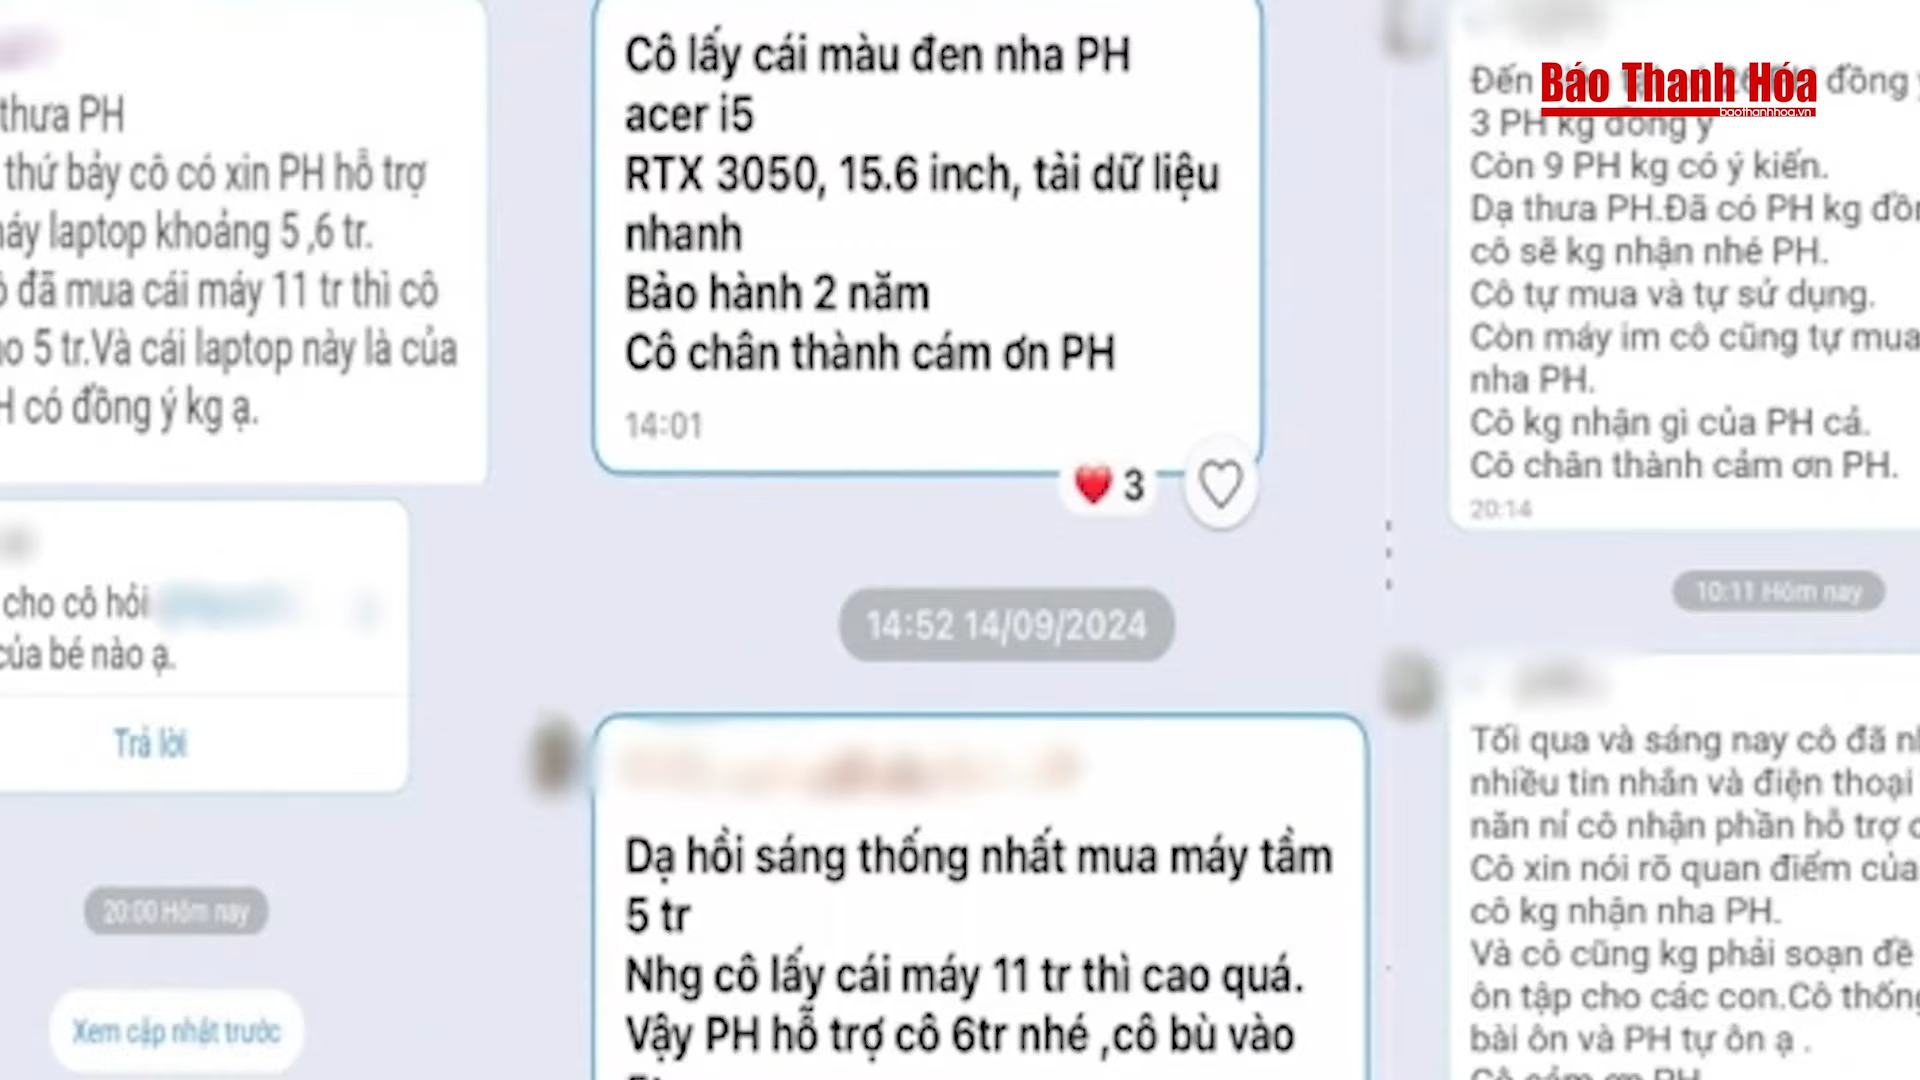 thưa PH
thứ bảy cô có xin PH hỗ trợ
máy laptop khoảng 5,6 tr.
đã mua cái máy 11 tr thì cô
5 tr.Và cái laptop này là của
có đồng ý kg ạ.
cho cô hỏi
của bé nào ạ.
Trả lời
20:00 Hôm nay
Xem cập nhật trước
Cô lấy cái màu đen nha PH
acer i5
RTX 3050, 15.6 inch, tải dữ liệu
nhanh
Bảo hành 2 năm
Cô chân thành cám ơn PH
14:01
3
14:52 14/09/2024
Dạ hồi sáng thống nhất mua máy tầm
5 tr
Nhg cô lấy cái máy 11 tr thì cao quá.
Vậy PH hỗ trợ cô 6tr nhé ,cô bù vào
Báo Thanh Hóa
baothanhhoa.vn
Đến đồng
3 PH kg đồng ý
Còn 9 PH kg có ý kiến.
Dạ thưa PH.Đã có PH kg
cô sẽ kg nhận nhé PH.
Cô tự mua và tự sử dụng.
Còn máy im cô cũng tự mua
nha PH.
Cô kg nhận gì của PH cả.
Cô chân thành cảm ơn PH.
20:14
10:11 Hôm nay
Tối qua và sáng nay cô đã
nhiều tin nhắn và điện thoại
năn nỉ cô nhận phần hỗ trợ
Cô xin nói rõ quan điểm của
cô kg nhận nha PH.
Và cô cũng kg phải soạn đề
ôn tập cho các con.Cô
bài ôn và PH tự ôn ạ .
Cô cảm ơn PH